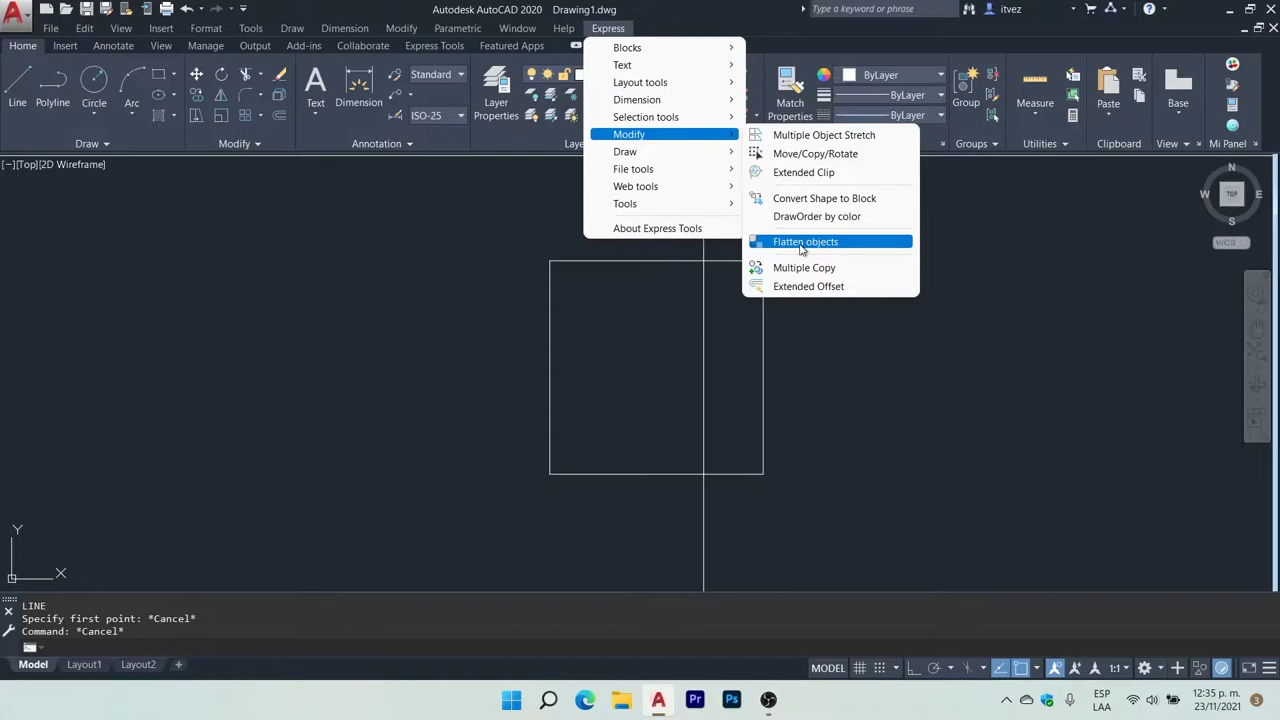 Autodesk AutoCAD 2020 Drawing1.dwg
Type a keyword or phrase
itvez
File Edit View Insert Format Tools Draw Dimension Modify Parametric Window Help Express
Home Insert Annotate View Manage Output Add-ins Collaborate Express Tools Featured Apps
Line Polyline Circle Arc
Text Dimension
Standard
ISO-25
Layer
Properties
Match
Properties
ByLayer
ByLayer
ByLayer
Group
Measure
Paste
Base
Draw
Modify
Annotation
Groups
Utilities
Clipboard
View
Mi Panel
Blocks
Text
Layout tools
Dimension
Selection tools
Modify
Draw
File tools
Web tools
Tools
About Express Tools
Multiple Object Stretch
Move/Copy/Rotate
Extended Clip
Convert Shape to Block
DrawOrder by color
Flatten objects
Multiple Copy
Extended Offset
[−][Top][2D Wireframe]
N
W TOP E
S
WCS
Y
X
LINE
Specify first point: *Cancel*
Command: *Cancel*
Model Layout1 Layout2 +
MODEL
1:1
A
Pr
Ps
ESP
LAA
12:35 p. m.
23/11/2021
3